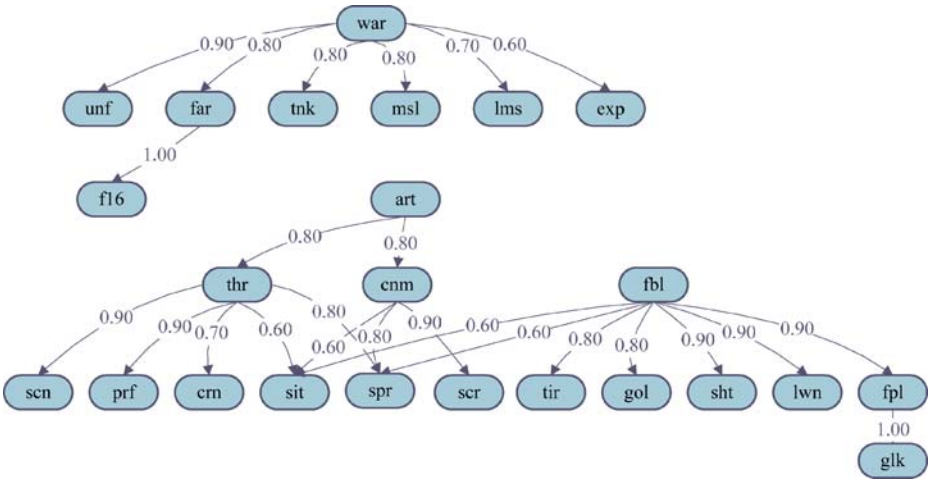 war
0.90 0.80 0.80 0.80 0.70 0.60
unf far tnk msl lms exp
1.00
f16
art
0.80 0.80
thr cnm fbl
0.90 0.90 0.70 0.60 0.80 0.60 0.80 0.90 0.60 0.60 0.80 0.80 0.90 0.90 0.90
scn prf crn sit spr scr tir gol sht lwn fpl
1.00
glk